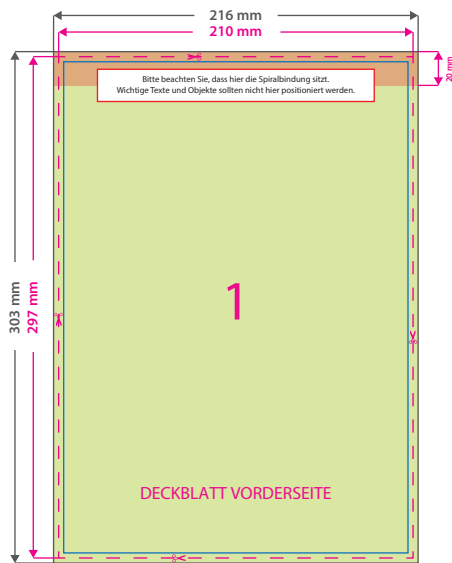 216 mm
210 mm
20 mm
Bitte beachten Sie, dass hier die Spiralbindung sitzt.
Wichtige Texte und Objekte sollten nicht hier positioniert werden.
303 mm
297 mm
1
DECKBLATT VORDERSEITE